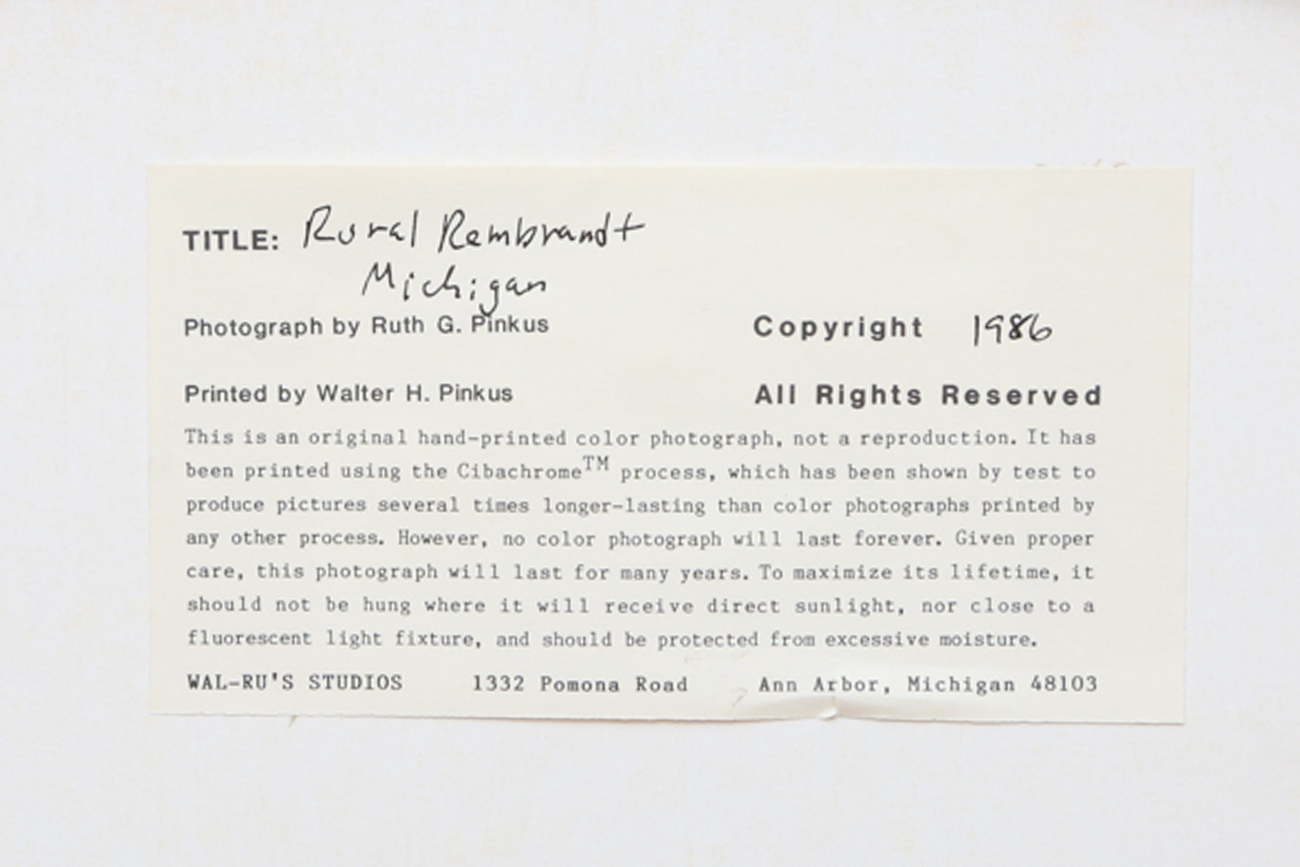 TITLE: Rural Rembrandt
Michigan
Photograph by Ruth G. Pinkus
Copyright 1986
Printed by Walter H. Pinkus
All Rights Reserved
This is an original hand-printed color photograph, not a reproduction. It has
been printed using the Cibachrome™ process, which has been shown by test to
produce pictures several times longer-lasting than color photographs printed by
any other process. However, no color photograph will last forever. Given proper
care, this photograph will last for many years. To maximize its lifetime, it
should not be hung where it will receive direct sunlight, nor close to a
fluorescent light fixture, and should be protected from excessive moisture.
WAL-RU'S STUDIOS 1332 Pomona Road Ann Arbor, Michigan 48103